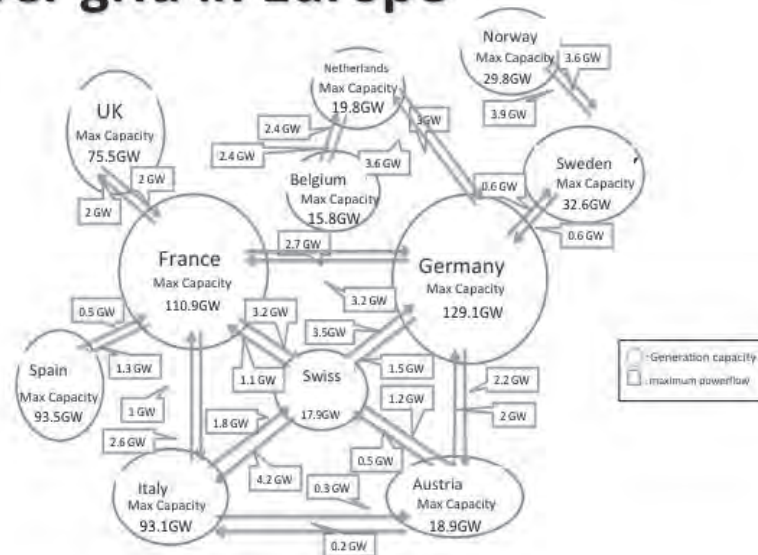 Norway
Max Capacity
29.8GW
3.6 GW
3.9 GW
Netherlands
Max Capacity
19.8GW
UK
Max Capacity
75.5GW
2.4 GW
2.4 GW
3GW
3.6 GW
Belgium
Max Capacity
15.8GW
Sweden
Max Capacity
32.6GW
0.6 GW
0.6 GW
2 GW
2 GW
France
Max Capacity
110.9GW
2.7 GW
3.2 GW
Germany
Max Capacity
129.1GW
0.5 GW
1.3 GW
3.2 GW
1.1 GW
3.5GW
1.5 GW
Spain
Max Capacity
93.5GW
Swiss
17.9GW
1.2 GW
2.2 GW
2 GW
1 GW
2.6 GW
1.8 GW
4.2 GW
0.5 GW
0.3 GW
Italy
Max Capacity
93.1GW
Austria
Max Capacity
18.9GW
0.2 GW
:Generation capacity
: maximum powerflow